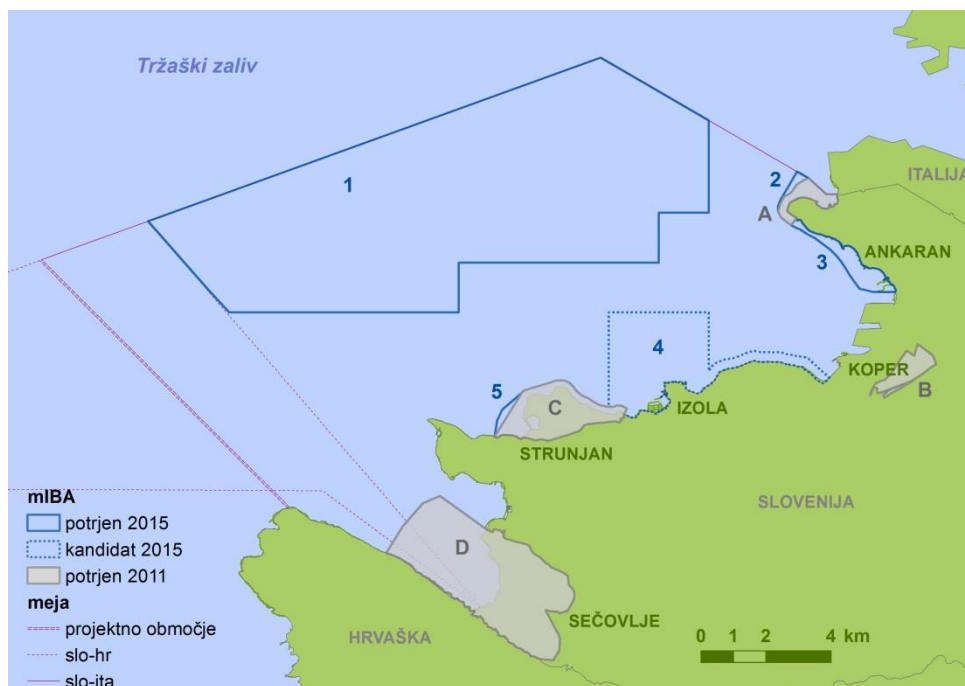 Tržaški zaliv
1
2
ITALIJA
A
ANKARAN
3
4
KOPER
5
B
C
IZOLA
STRUNJAN
mIBA
potrjen 2015
kandidat 2015
potrjen 2011
meja
projektno območje
slo-hr
slo-ita
SLOVENIJA
D
SEČOVLJE
HRVAŠKA
0 1 2 4 km